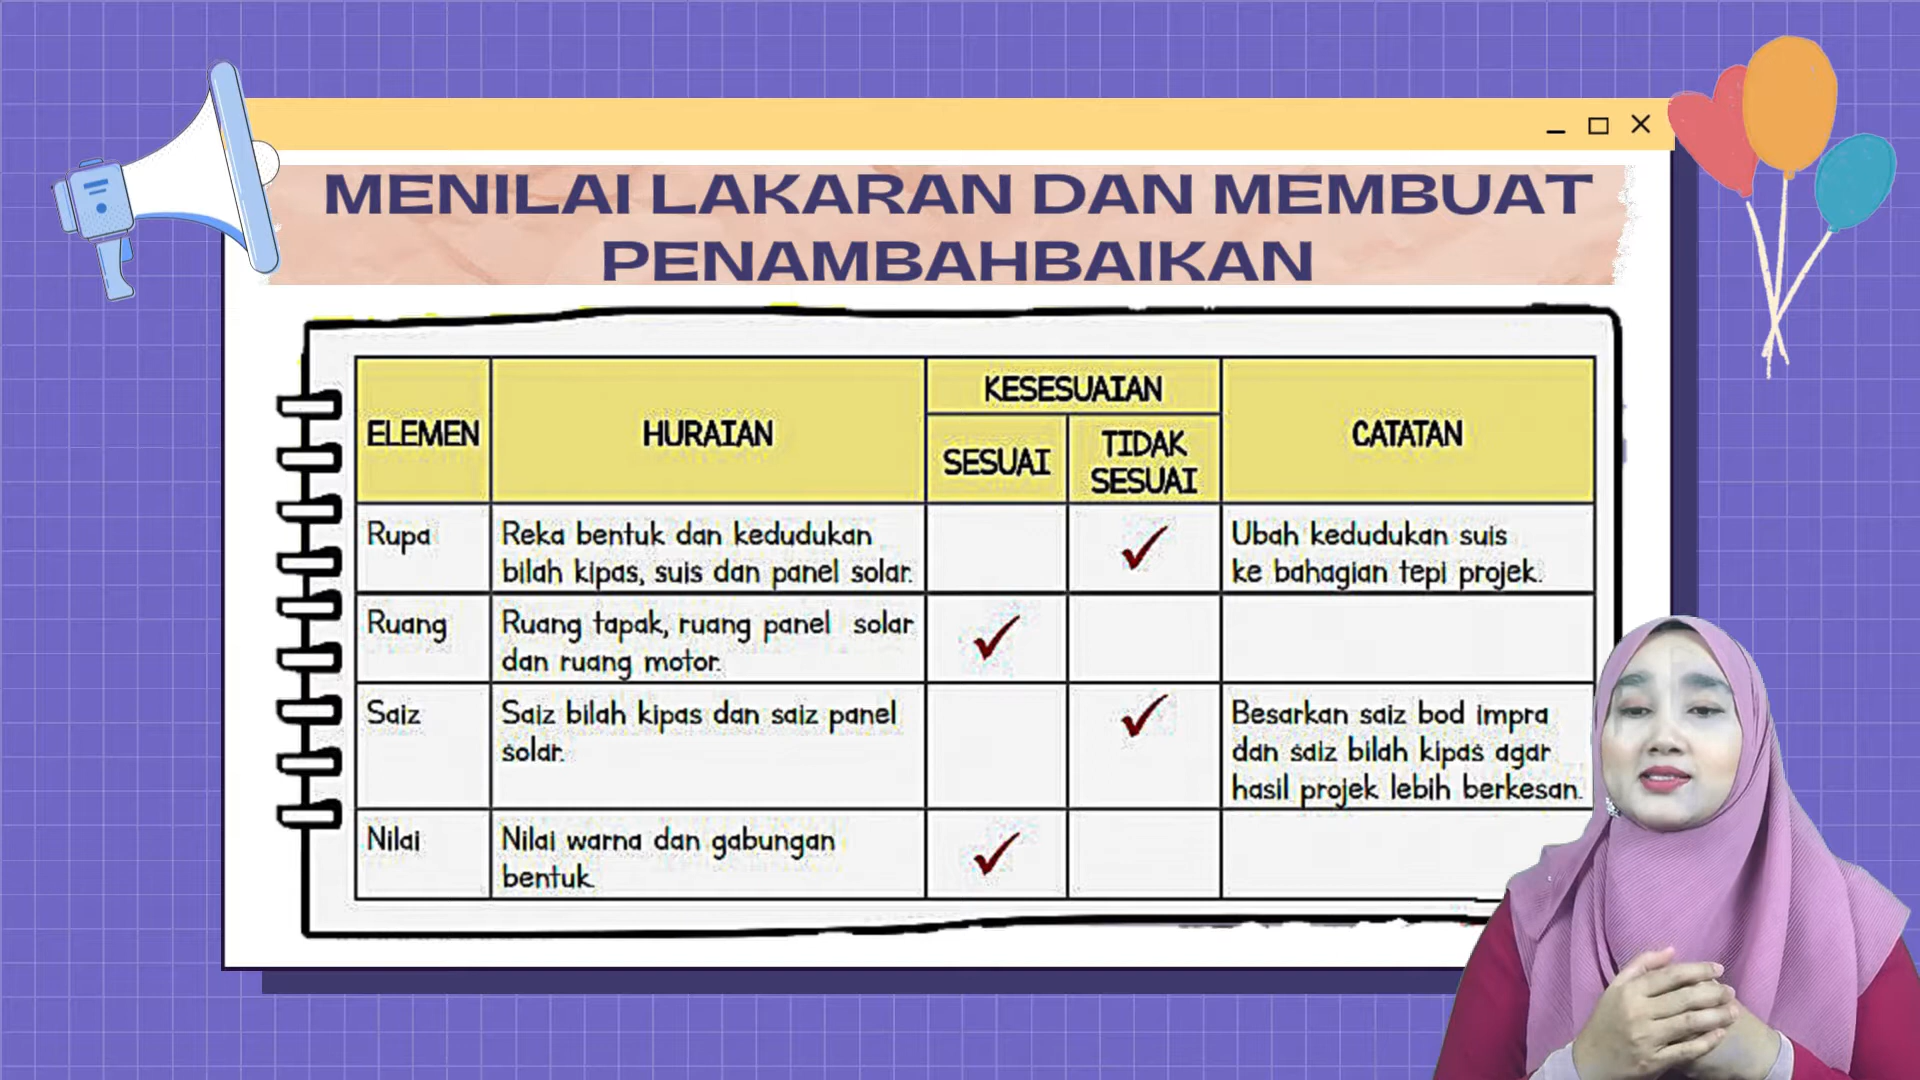 MENILAI LAKARAN DAN MEMBUAT
PENAMBAHBAIKAN
ELEMEN
HURAIAN
KESESUAIAN
SESUAI
TIDAK
SESUAI
CATATAN
Rupa
Reka bentuk dan kedudukan
bilah kipas, suis dan panel solar.
Ubah kedudukan suis
ke bahagian tepi projek.
Ruang
Ruang tapak, ruang panel solar
dan ruang motor.
Saiz
Saiz bilah kipas dan saiz panel
solar.
Besarkan saiz bod impra
dan saiz bilah kipas agar
hasil projek lebih berkesan.
Nilai
Nilai warna dan gabungan
bentuk.